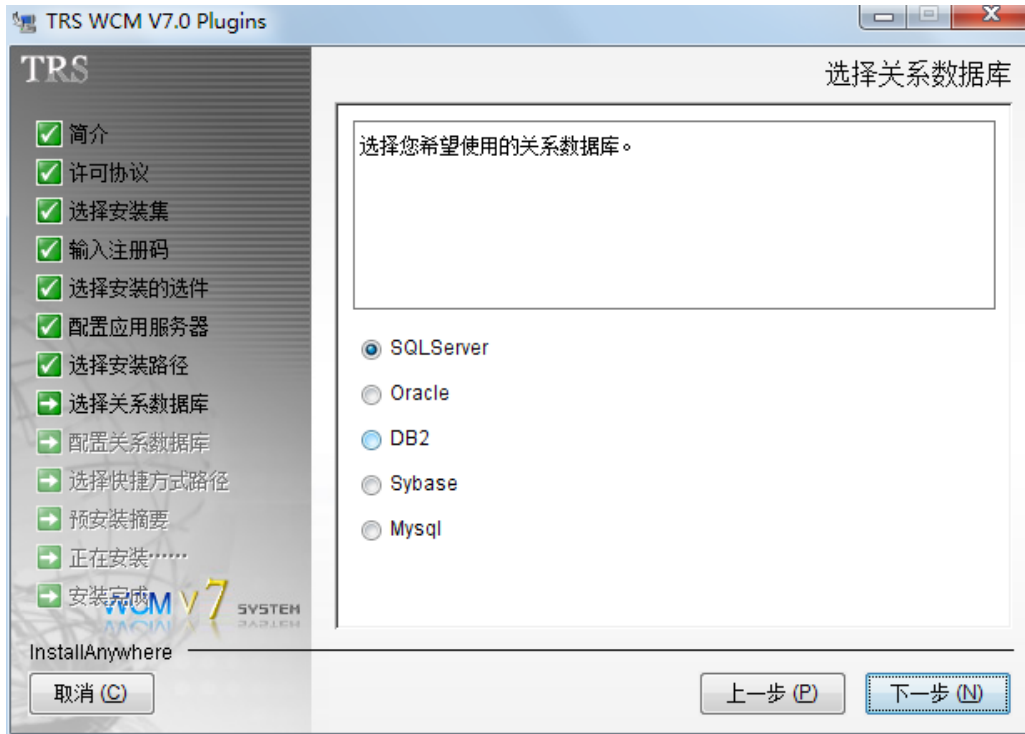 TRS WCM V7.0 Plugins
TRS
选择关系数据库
简介
许可协议
选择安装集
输入注册码
选择安装的选件
配置应用服务器
选择安装路径
选择关系数据库
配置关系数据库
选择快捷方式路径
预安装摘要
正在安装……
安装完成
WCM V7 SYSTEM
选择您希望使用的关系数据库。
SQLServer
Oracle
DB2
Sybase
Mysql
InstallAnywhere
取消 (C)
上一步 (P)
下一步 (N)